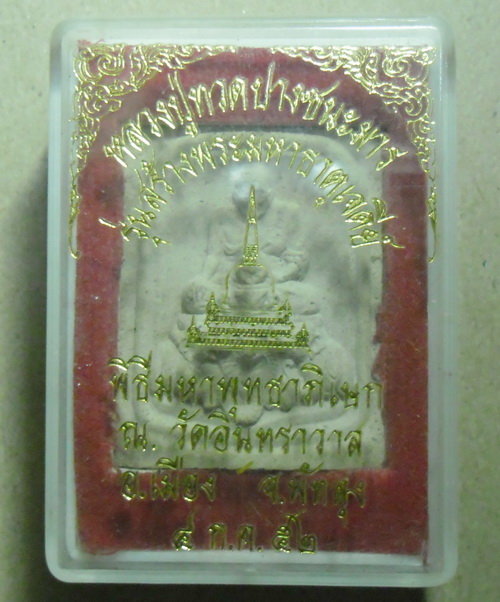 หลวงปู่ทวดปางชนะมาร
รุ่นสร้างพระมหาธาตุเจดีย์
พิธีมหาพุทธาภิเษก
ณ. วัดอินทราวาส
อ.เมือง จ.พัทลุง
๔ ก.ค. ๕๒